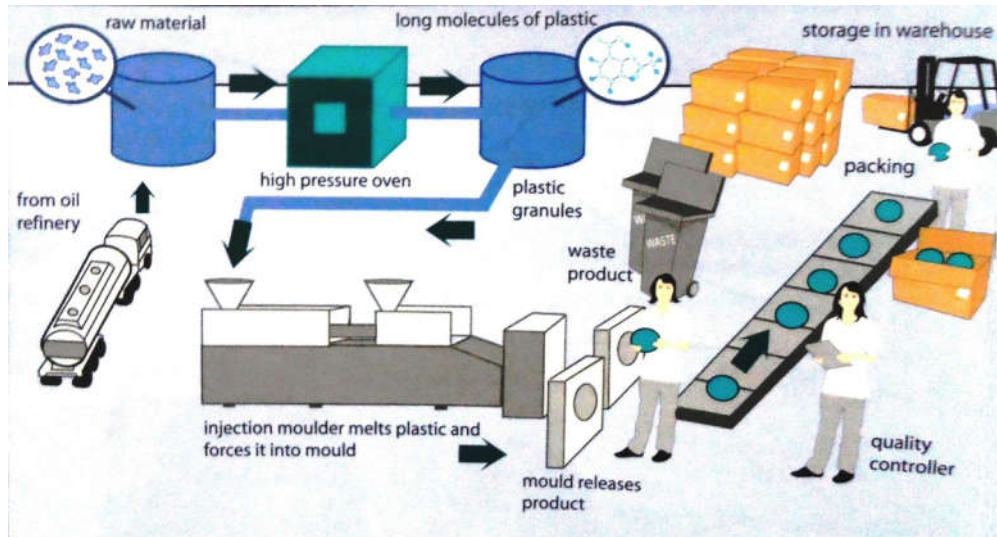 raw material
long molecules of plastic
storage in warehouse
high pressure oven
plastic
granules
packing
from oil
refinery
waste
product
W
WASTE
injection moulder melts plastic and
forces it into mould
mould releases
product
quality
controller